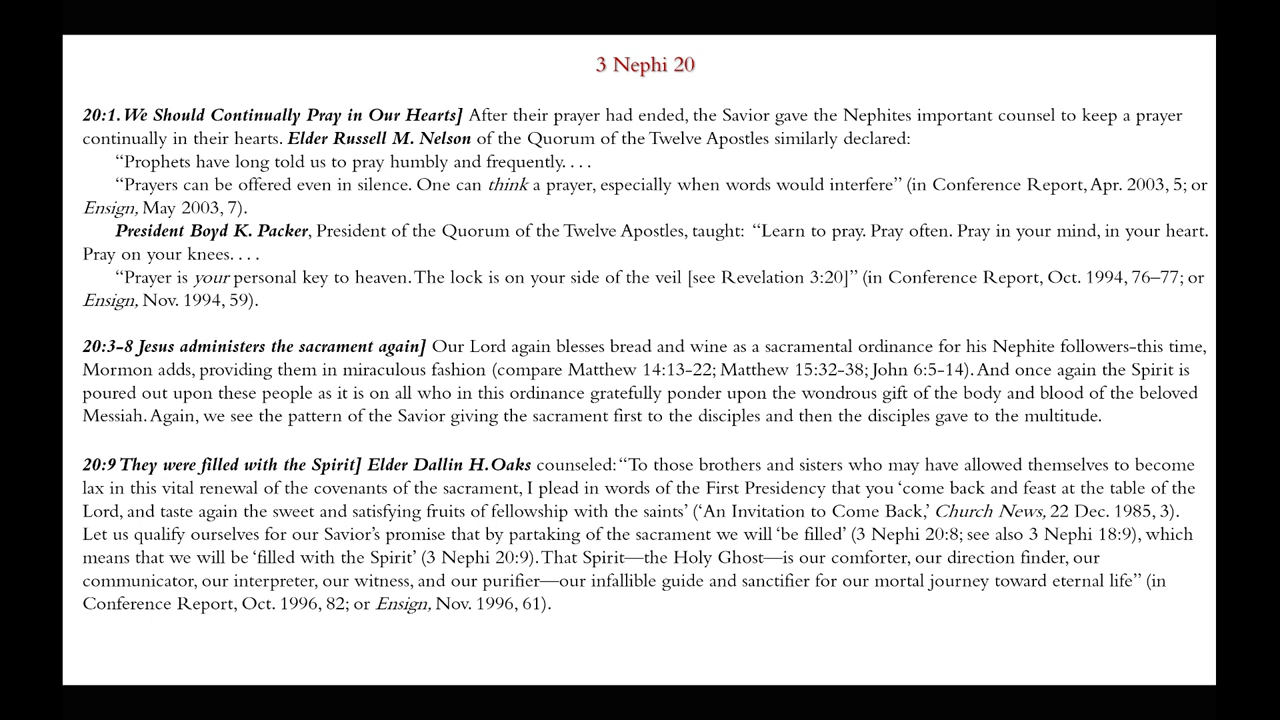 3 Nephi 20
20:1. We Should Continually Pray in Our Hearts] After their prayer had ended, the Savior gave the Nephites important counsel to keep a prayer
continually in their hearts. Elder Russell M. Nelson of the Quorum of the Twelve Apostles similarly declared:
“Prophets have long told us to pray humbly and frequently. . . .
“Prayers can be offered even in silence. One can think a prayer, especially when words would interfere” (in Conference Report, Apr. 2003, 5; or
Ensign, May 2003, 7).
President Boyd K. Packer, President of the Quorum of the Twelve Apostles, taught: “Learn to pray. Pray often. Pray in your mind, in your heart.
Pray on your knees. . . .
“Prayer is your personal key to heaven. The lock is on your side of the veil [see Revelation 3:20]” (in Conference Report, Oct. 1994, 76–77; or
Ensign, Nov. 1994, 59).
20:3-8 Jesus administers the sacrament again] Our Lord again blesses bread and wine as a sacramental ordinance for his Nephite followers-this time,
Mormon adds, providing them in miraculous fashion (compare Matthew 14:13-22; Matthew 15:32-38; John 6:5-14). And once again the Spirit is
poured out upon these people as it is on all who in this ordinance gratefully ponder upon the wondrous gift of the body and blood of the beloved
Messiah. Again, we see the pattern of the Savior giving the sacrament first to the disciples and then the disciples gave to the multitude.
20:9 They were filled with the Spirit] Elder Dallin H. Oaks counseled: “To those brothers and sisters who may have allowed themselves to become
lax in this vital renewal of the covenants of the sacrament, I plead in words of the First Presidency that you ‘come back and feast at the table of the
Lord, and taste again the sweet and satisfying fruits of fellowship with the saints’ (‘An Invitation to Come Back,’ Church News, 22 Dec. 1985, 3).
Let us qualify ourselves for our Savior’s promise that by partaking of the sacrament we will ‘be filled’ (3 Nephi 20:8; see also 3 Nephi 18:9), which
means that we will be ‘filled with the Spirit’ (3 Nephi 20:9). That Spirit—the Holy Ghost—is our comforter, our direction finder, our
communicator, our interpreter, our witness, and our purifier—our infallible guide and sanctifier for our mortal journey toward eternal life” (in
Conference Report, Oct. 1996, 82; or Ensign, Nov. 1996, 61).